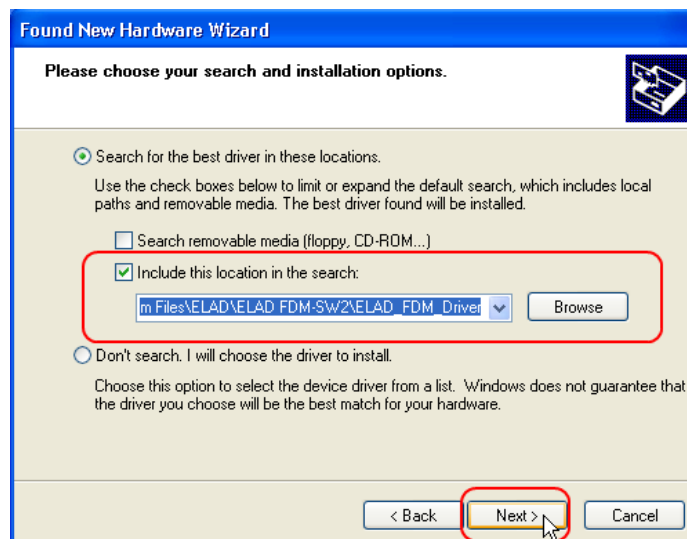 Found New Hardware Wizard
Please choose your search and installation options.
Search for the best driver in these locations.
Use the check boxes below to limit or expand the default search, which includes local
paths and removable media. The best driver found will be installed.
Search removable media (floppy, CD-ROM...)
Include this location in the search:
m Files\ELAD\ELAD FDM-SW2\ELAD_FDM_Driver
Browse
Don't search. I will choose the driver to install.
Choose this option to select the device driver from a list. Windows does not guarantee that
the driver you choose will be the best match for your hardware.
< Back Next > Cancel